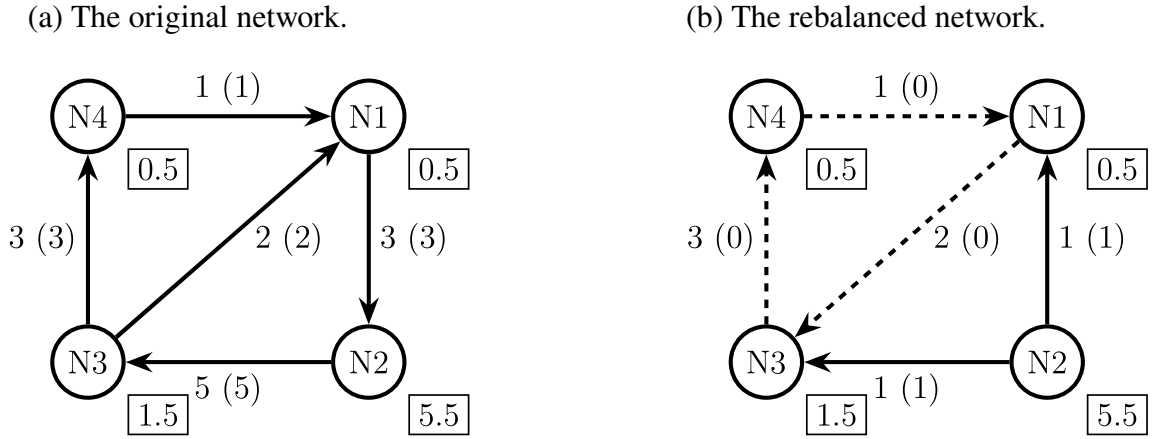 (a) The original network.
N4
1 (1)
N1
0.5
0.5
3 (3)
2 (2)
3 (3)
N3
5 (5)
N2
1.5
5.5
(b) The rebalanced network.
N4
1 (0)
N1
0.5
0.5
3 (0)
2 (0)
1 (1)
N3
1 (1)
N2
1.5
5.5